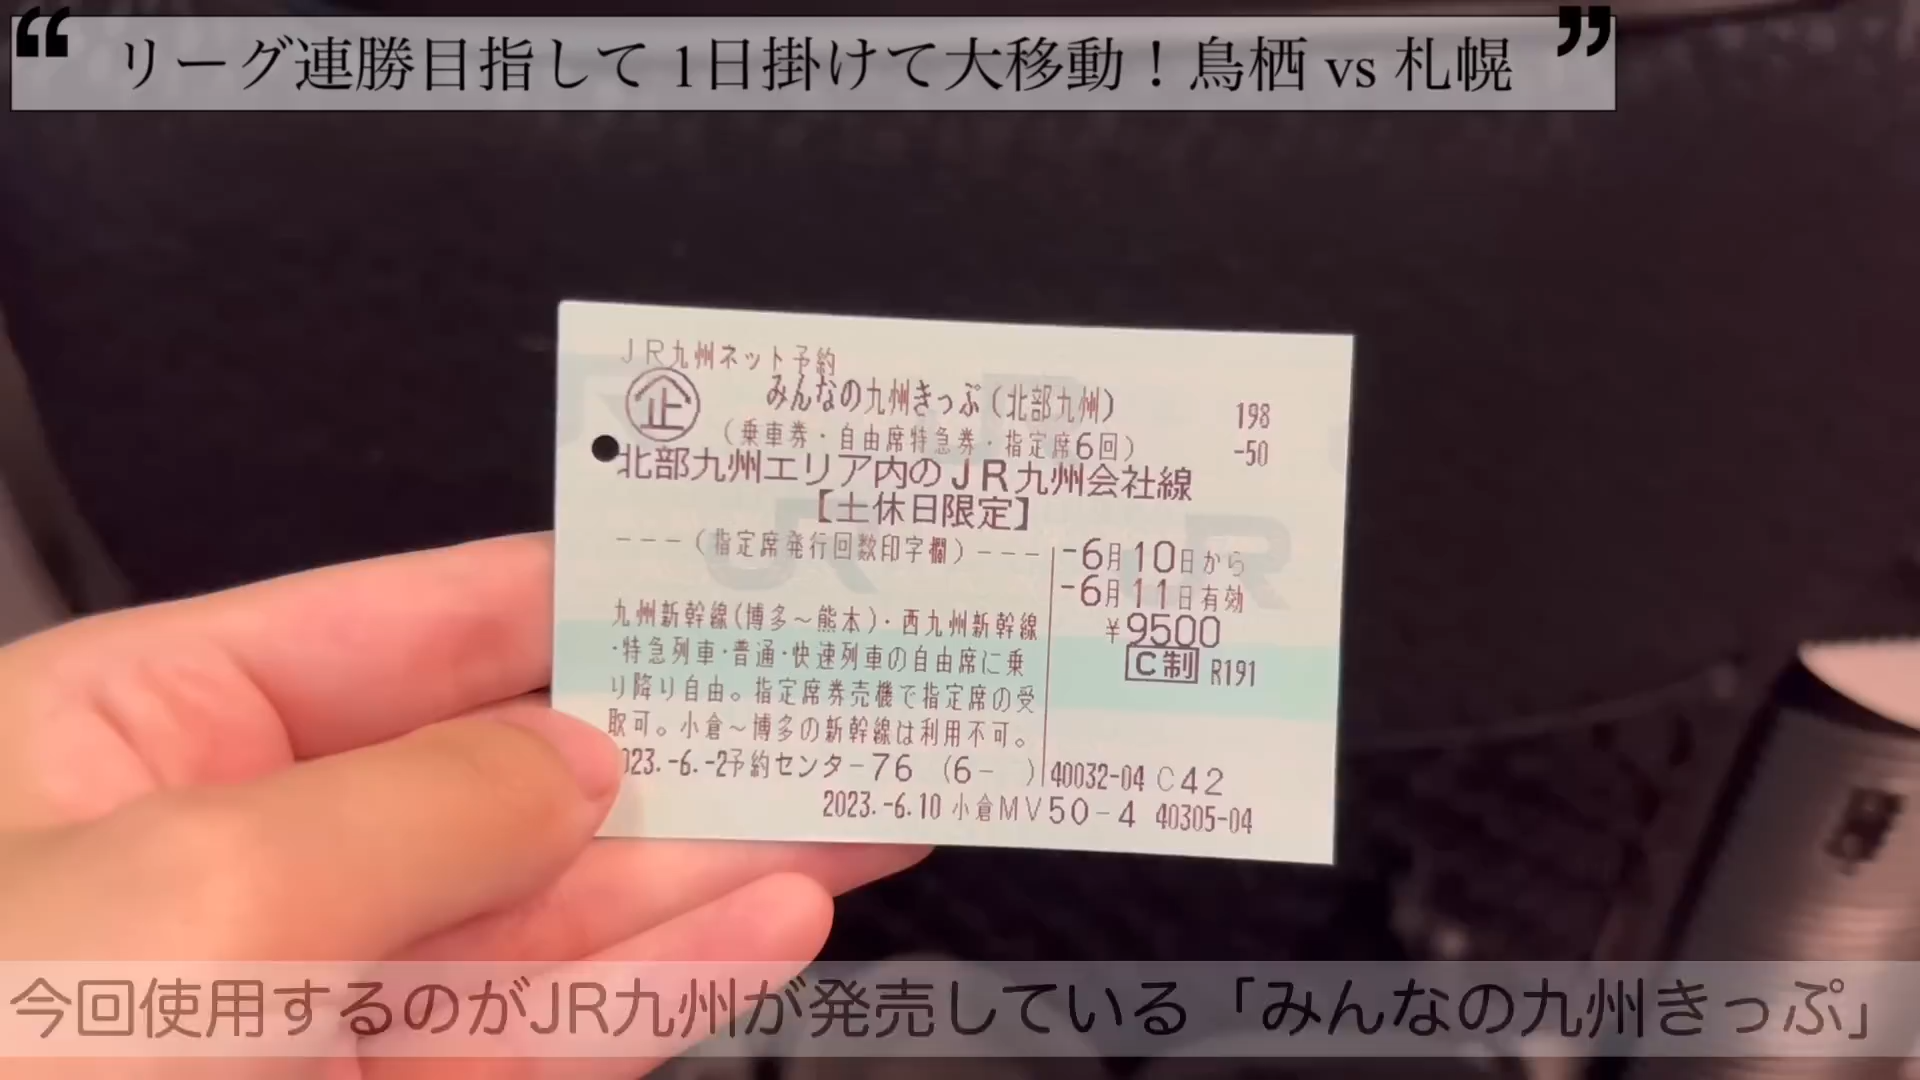 “ リーグ連勝目指して 1日掛けて大移動！鳥栖 vs 札幌 ”
JR九州ネット予約
企 みんなの九州きっぷ(北部九州) 198
(乗車券・自由席特急券・指定席6回) -50
北部九州エリア内のJR九州会社線
【土休日限定】
---(指定席発行回数印字欄)---
-6月10日から
-6月11日有効
¥9500
C制 R191
九州新幹線(博多～熊本)・西九州新幹線
・特急列車・普通・快速列車の自由席に乗
り降り自由。指定席券売機で指定席の受
取可。小倉～博多の新幹線は利用不可。
023.-6.-2予約センター76 (6- ) 40032-04 C42
2023.-6.10 小倉MV50-4 40305-04
今回使用するのがJR九州が発売している「みんなの九州きっぷ」